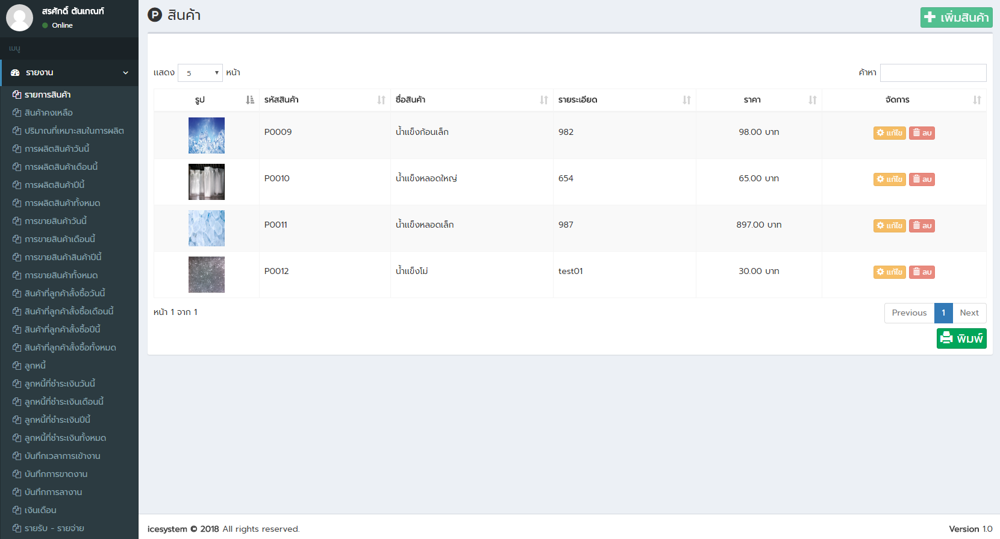 สรศักดิ์ ตันเกณฑ์
Online
เมนู
รายงาน
รายการสินค้า
สินค้าคงเหลือ
ปริมาณที่เหมาะสมในการผลิต
การผลิตสินค้าวันนี้
การผลิตสินค้าเดือนนี้
การผลิตสินค้าปีนี้
การผลิตสินค้าทั้งหมด
การขายสินค้าวันนี้
การขายสินค้าเดือนนี้
การขายสินค้าสินค้าปีนี้
การขายสินค้าทั้งหมด
สินค้าที่ลูกค้าสั้งซื้อวันนี้
สินค้าที่ลูกค้าสั้งซื้อเดือนนี้
สินค้าที่ลูกค้าสั้งซื้อปีนี้
สินค้าที่ลูกค้าสั้งซื้อทั้งหมด
ลูกหนี้
ลูกหนี้ที่ชำระเงินวันนี้
ลูกหนี้ที่ชำระเงินเดือนนี้
ลูกหนี้ที่ชำระเงินปีนี้
ลูกหนี้ที่ชำระเงินทั้งหมด
บันทึกเวลาการเข้างาน
บันทึกการขาดงาน
บันทึกการลางาน
เงินเดือน
รายรับ - รายจ่าย
P สินค้า
เพิ่มสินค้า
แสดง 5 หน้า
ค้าหา
รูป รหัสสินค้า ชื่อสินค้า รายระเอียด ราคา จัดการ
P0009 น้ำแข็งก้อนเล็ก 982 98.00 บาท แก้ไข ลบ
P0010 น้ำแข็งหลอดใหญ่ 654 65.00 บาท แก้ไข ลบ
P0011 น้ำแข็งหลอดเล็ก 987 897.00 บาท แก้ไข ลบ
P0012 น้ำแข็งโม่ test01 30.00 บาท แก้ไข ลบ
หน้า 1 จาก 1
Previous 1 Next
พิมพ์
icesystem © 2018 All rights reserved.
Version 1.0